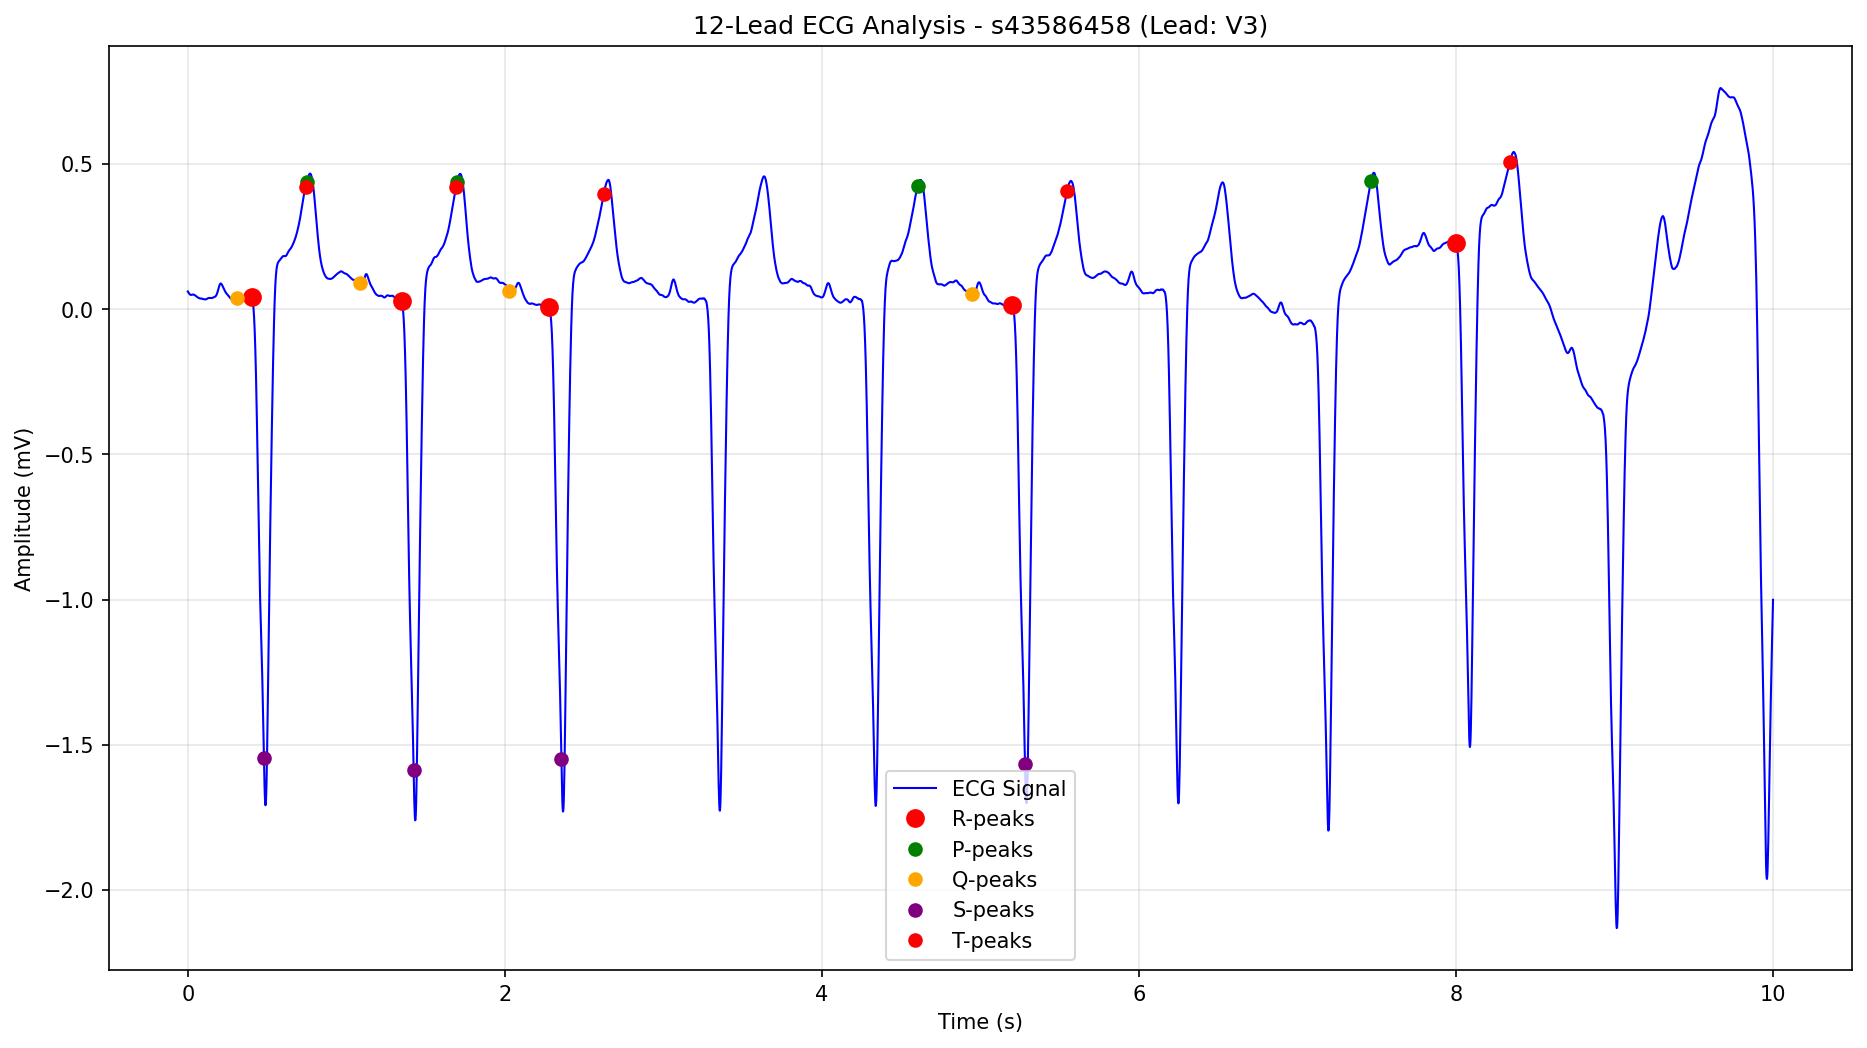 12-Lead ECG Analysis - s43586458 (Lead: V3)
Amplitude (mV)
0.5
0.0
−0.5
−1.0
−1.5
−2.0
ECG Signal
R-peaks
P-peaks
Q-peaks
S-peaks
T-peaks
0 2 4 6 8 10
Time (s)